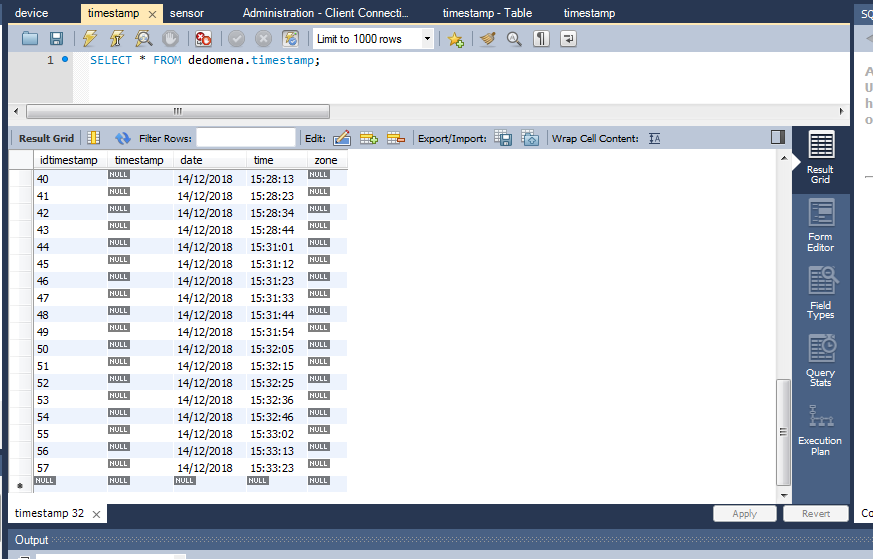 device timestamp × sensor Administration - Client Connecti... timestamp - Table timestamp SQ
Limit to 1000 rows
1 SELECT * FROM dedomena.timestamp;
Result Grid Filter Rows: Edit: Export/Import: Wrap Cell Content: IA
idtimestamp timestamp date time zone
40 NULL 14/12/2018 15:28:13 NULL
41 NULL 14/12/2018 15:28:23 NULL
42 NULL 14/12/2018 15:28:34 NULL
43 NULL 14/12/2018 15:28:44 NULL
44 NULL 14/12/2018 15:31:01 NULL
45 NULL 14/12/2018 15:31:12 NULL
46 NULL 14/12/2018 15:31:23 NULL
47 NULL 14/12/2018 15:31:33 NULL
48 NULL 14/12/2018 15:31:44 NULL
49 NULL 14/12/2018 15:31:54 NULL
50 NULL 14/12/2018 15:32:05 NULL
51 NULL 14/12/2018 15:32:15 NULL
52 NULL 14/12/2018 15:32:25 NULL
53 NULL 14/12/2018 15:32:36 NULL
54 NULL 14/12/2018 15:32:46 NULL
55 NULL 14/12/2018 15:33:02 NULL
56 NULL 14/12/2018 15:33:13 NULL
57 NULL 14/12/2018 15:33:23 NULL
* NULL NULL NULL NULL NULL
Result
Grid
Form
Editor
Field
Types
Query
Stats
Execution
Plan
timestamp 32 × Apply Revert Co
Output